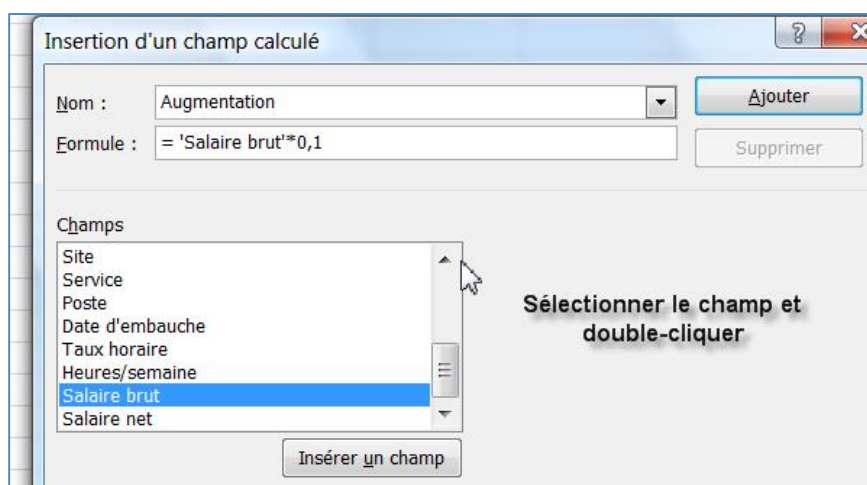 Insertion d'un champ calculé
Nom :
Augmentation
Ajouter
Formule :
= 'Salaire brut'*0,1
Supprimer
Champs
Site
Service
Poste
Date d'embauche
Taux horaire
Heures/semaine
Salaire brut
Salaire net
Sélectionner le champ et
double-cliquer
Insérer un champ